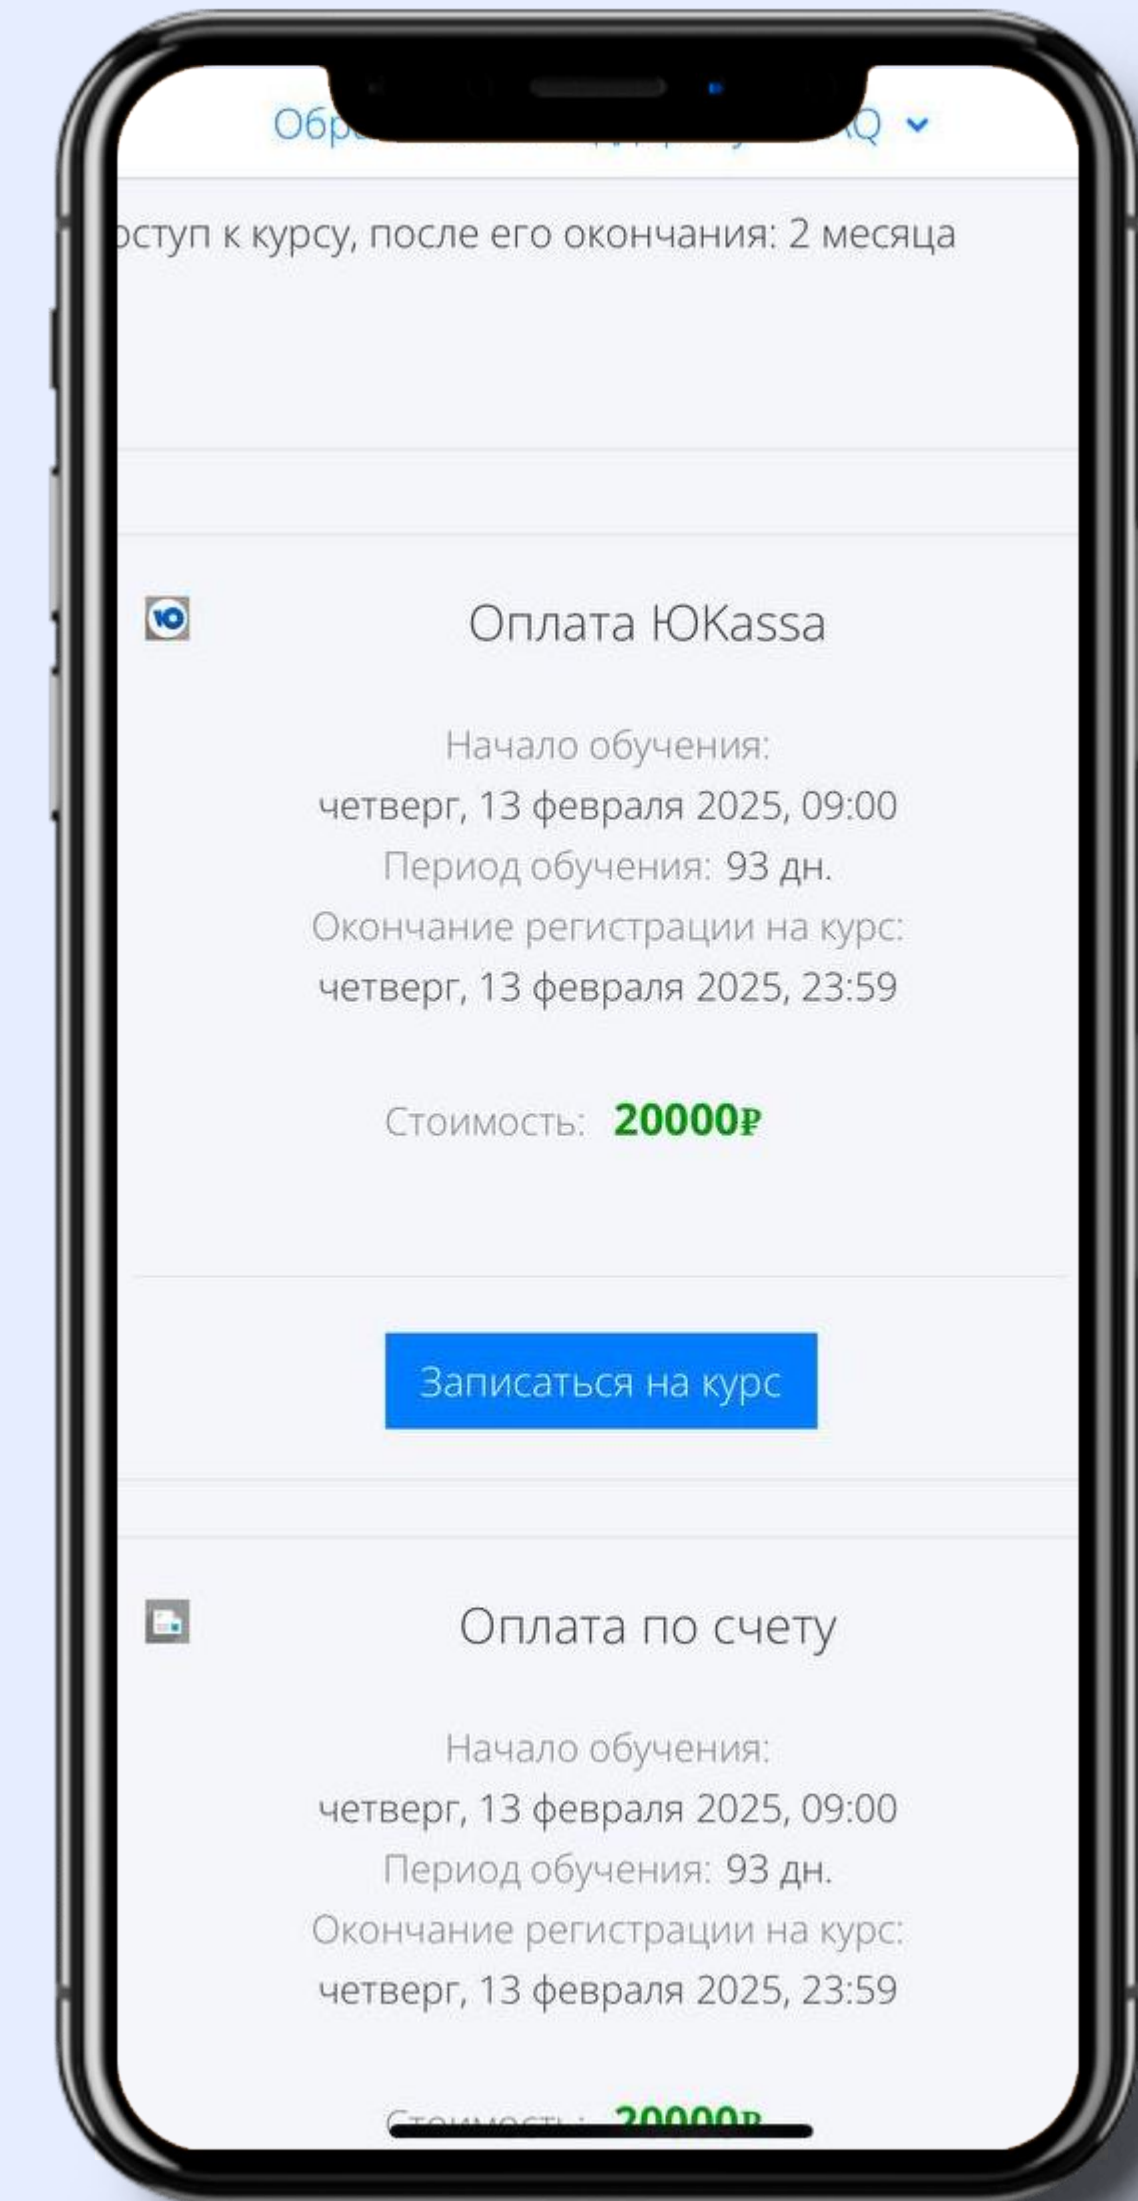 к курсу, после его окончания: 2 месяца
Оплата ЮKassa
Начало обучения:
четверг, 13 февраля 2025, 09:00
Период обучения: 93 дн.
Окончание регистрации на курс:
четверг, 13 февраля 2025, 23:59
Стоимость: 20000₽
Записаться на курс
Оплата по счету
Начало обучения:
четверг, 13 февраля 2025, 09:00
Период обучения: 93 дн.
Окончание регистрации на курс:
четверг, 13 февраля 2025, 23:59
Стоимость: 20000₽